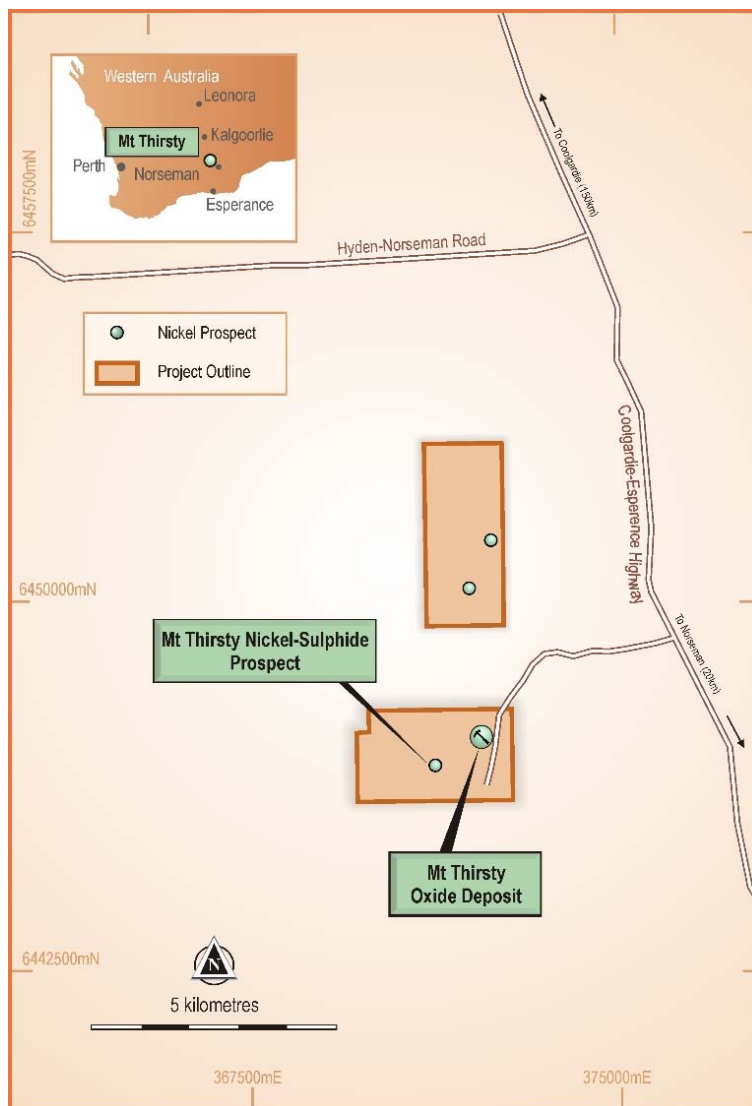 Western Australia
Leonora
Mt Thirsty
Kalgoorlie
Perth
Norseman
Esperance
6457500mN
To Coolgardie (150km)
Hyden-Norseman Road
Nickel Prospect
Project Outline
Coolgardie-Esperence Highway
6450000mN
To Norseman (20km)
Mt Thirsty Nickel-Sulphide
Prospect
Mt Thirsty
Oxide Deposit
6442500mN
N
5 kilometres
367500mE
375000mE